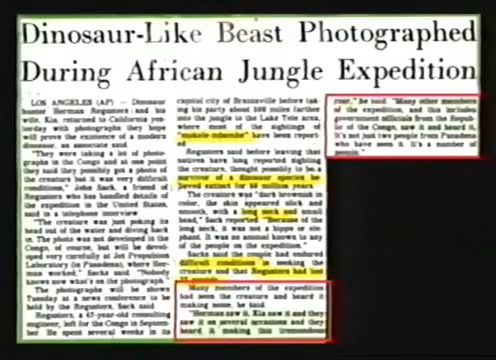 Dinosaur-Like Beast Photographed
During African Jungle Expedition
LOS ANGELES (AP) — Dinosaur
hunter Herman Regusters and his
wife, Kia, returned to California yes-
terday with photographs they hope
will prove the existence of a modern
dinosaur, an associate said.
"They were taking a lot of photo-
graphs in the Congo and at one point
they said they possibly got a photo of
the creature but it was very difficult
conditions," John Sack, a friend of
Regusters who has handled details of
the expedition in the United States,
said in a telephone interview.
"The creature was just poking its
head out of the water and diving back
in. The photo was not developed in the
Congo, of course, but will be devel-
oped very carefully at Jet Propulsion
Laboratory (in Pasadena), where Her-
man worked," Sacks said. "Nobody
knows what's on the photograph."
The photographs will be shown
Tuesday at a news conference to be
held by the Regusters, Sack said.
Regusters, a 47-year-old consulting
engineer, left for the Congo in Septem-
ber. He spent several weeks in its
capital city of Brazzaville before tak-
ing his party about 500 miles farther
into the jungle to the Lake Tele area,
where most of the sightings of
"mokele-mbembe" have been report-
ed.
Regusters said before leaving that
natives have long reported sighting
the creature, thought possibly to be a
survivor of a dinosaur species be-
lieved extinct for 60 million years.
The creature was "dark brownish in
color, the skin appeared slick and
smooth, with a long neck and small
head," Sack reported. "Because of the
long neck, it was not a hippo or ele-
phant. It was no animal known to any
of the people on the expedition."
Sacks said the couple had endured
difficult conditions in seeking the
creature and that Regusters had lost
Many members of the expedition
had seen the creature and heard it
making noise, he said.
"Herman saw it, Kia saw it and they
saw it on several occasions and they
heard it making this tremendous
roar," he said. "Many other members
of the expedition, and this includes
government officials from the Repub-
lic of the Congo, saw it and heard it.
It's not just two people from Pasadena
who have seen it. It's a number of
people."